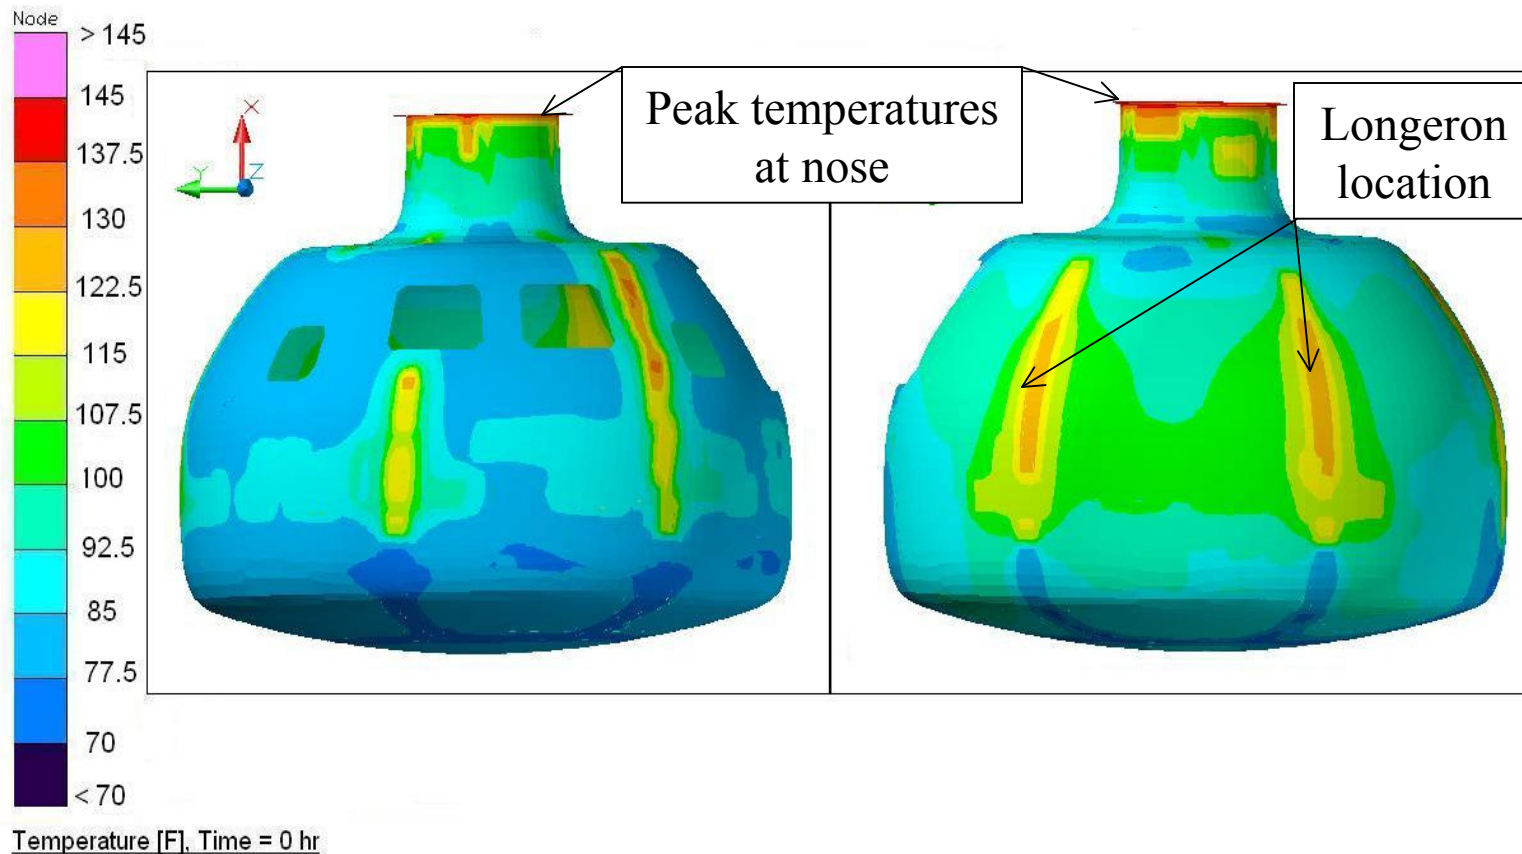 Node
> 145
145
137.5
130
122.5
115
107.5
100
92.5
85
77.5
70
< 70
Temperature [F], Time = 0 hr
X
Y
Z
Peak temperatures
at nose
Longeron
location